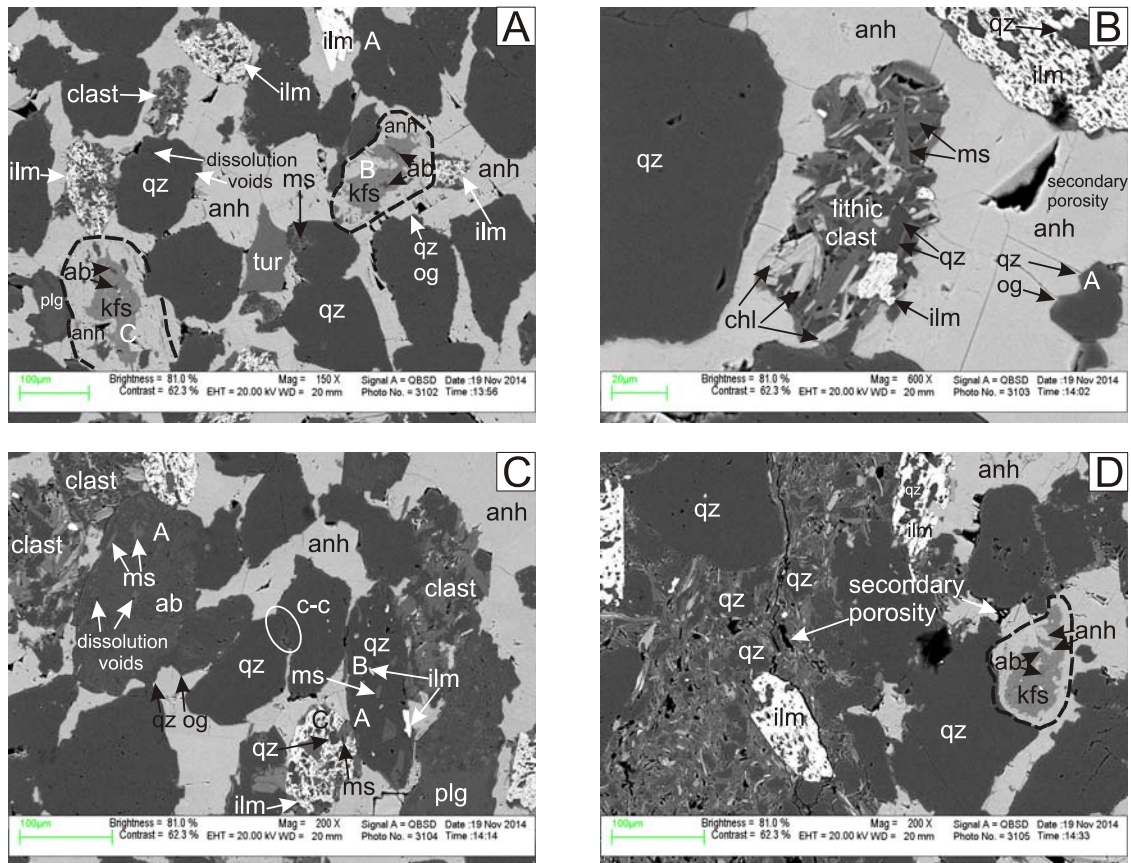 A
ilm A
ilm
clast
dissolution
voids
ms
ilm
qz
anh
anh
B
ab
anh
kfs
ilm
qz
og
tur
ab
kfs
plg
anh
C
qz
100µm
Brightness = 81.0 %
Contrast = 62.3 %
EHT = 20.00 kV WD = 20 mm
Mag = 150 X
Signal A = QBSD
Photo No. = 3102
Date :19 Nov 2014
Time :13:56
B
anh
qz
ilm
ms
qz
secondary
porosity
anh
lithic
clast
qz
qz
og
A
chl
ilm
20µm
Brightness = 81.0 %
Contrast = 62.3 %
EHT = 20.00 kV WD = 20 mm
Mag = 600 X
Signal A = QBSD
Photo No. = 3103
Date :19 Nov 2014
Time :14:02
C
clast
anh
clast
A
anh
ms
clast
ab
c-c
dissolution
voids
qz
qz
B
ilm
ms
qz og
C
A
qz
ms
ilm
plg
100µm
Brightness = 81.0 %
Contrast = 62.3 %
EHT = 20.00 kV WD = 20 mm
Mag = 200 X
Signal A = QBSD
Photo No. = 3104
Date :19 Nov 2014
Time :14:14
D
anh
qz
qz
ilm
qz
secondary
porosity
qz
qz
anh
ab
kfs
ilm
qz
100µm
Brightness = 81.0 %
Contrast = 62.3 %
EHT = 20.00 kV WD = 20 mm
Mag = 200 X
Signal A = QBSD
Photo No. = 3105
Date :19 Nov 2014
Time :14:33